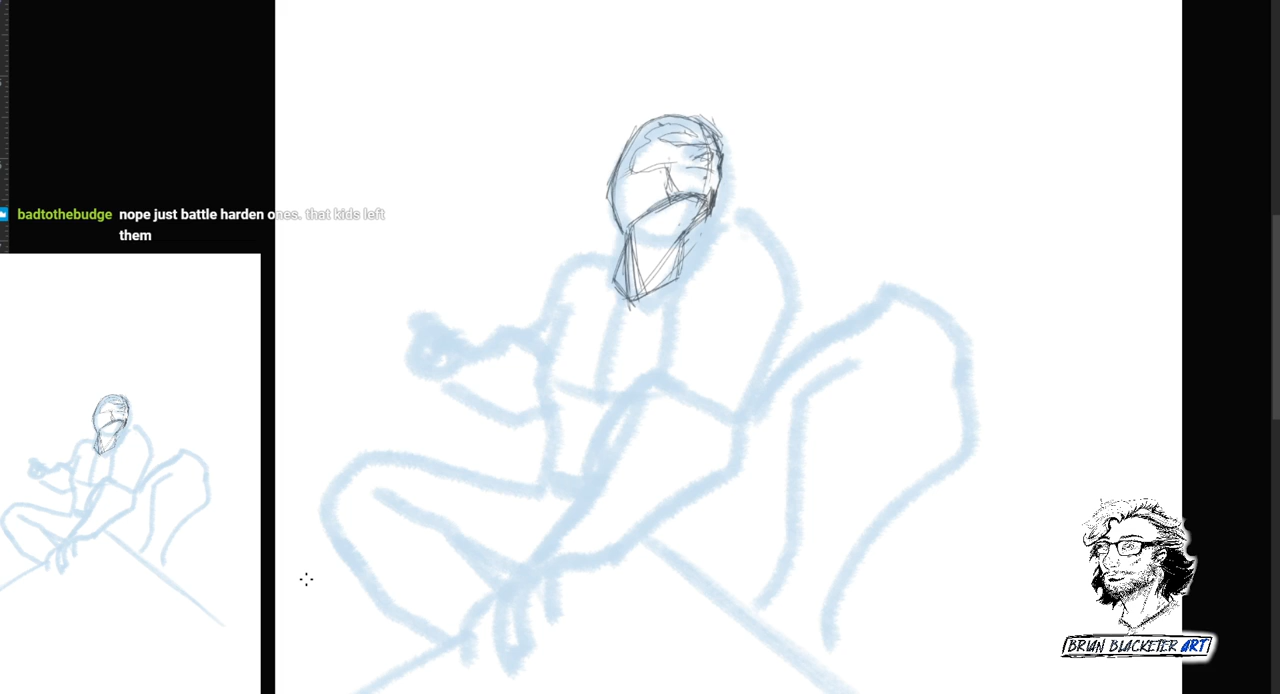 badtothebudge nope just battle harden ones. that kids left
them
BRIAN BLACKETER ART